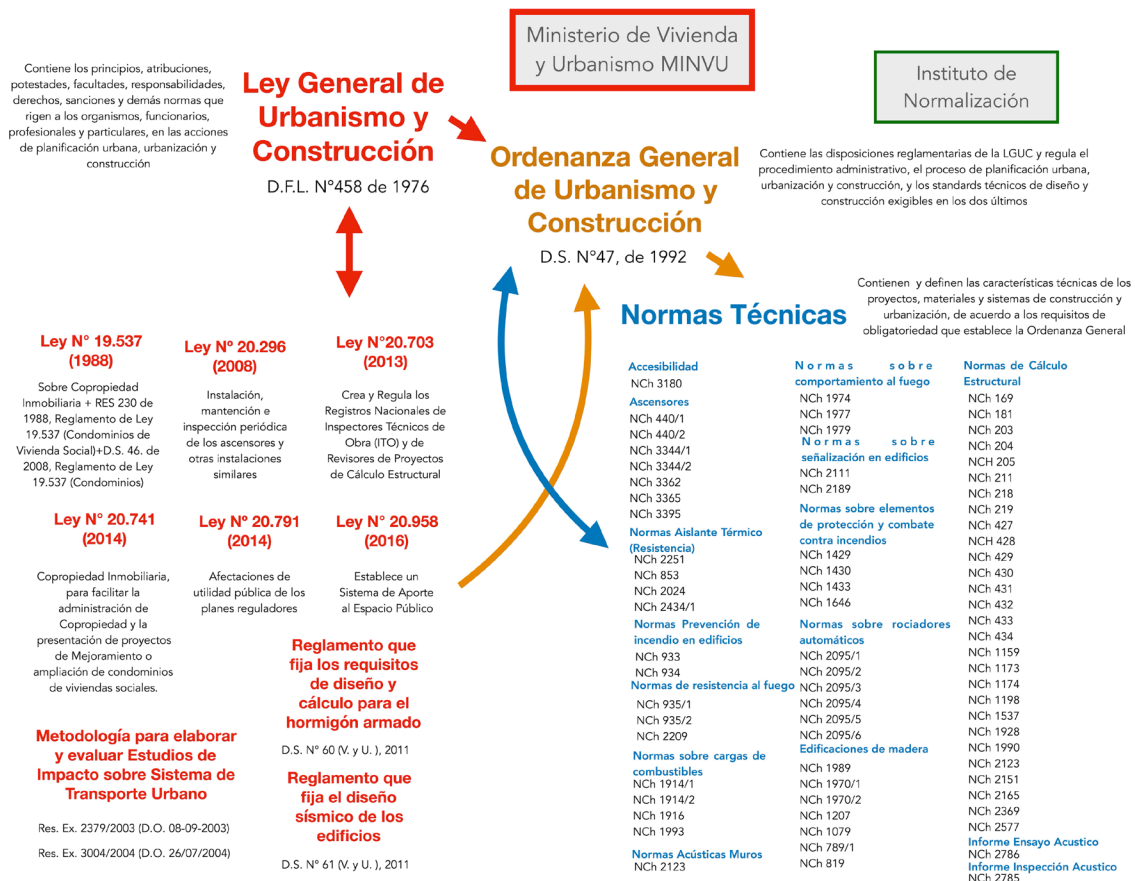 Ministerio de Vivienda
y Urbanismo MINVU
Instituto de
Normalización
Contiene los principios, atribuciones,
potestades, facultades, responsabilidades,
derechos, sanciones y demás normas que
rigen a los organismos, funcionarios,
profesionales y particulares, en las acciones
de planificación urbana, urbanización y
construcción
Ley General de
Urbanismo y
Construcción
D.F.L. N°458 de 1976
Ordenanza General
de Urbanismo y
Construcción
D.S. N°47, de 1992
Contiene las disposiciones reglamentarias de la LGUC y regula el
procedimiento administrativo, el proceso de planificación urbana,
urbanización y construcción, y los standards técnicos de diseño y
construcción exigibles en los dos últimos
Normas Técnicas
Contienen y definen las características técnicas de los
proyectos, materiales y sistemas de construcción y
urbanización, de acuerdo a los requisitos de
obligatoriedad que establece la Ordenanza General
Ley N° 19.537
(1988)
Sobre Copropiedad
Inmobiliaria + RES 230 de
1988, Reglamento de Ley
19.537 (Condominios de
Vivienda Social)+D.S. 46. de
2008, Reglamento de Ley
19.537 (Condominios)
Ley Nº 20.296
(2008)
Instalación,
mantención e
inspección periódica
de los ascensores y
otras instalaciones
similares
Ley N°20.703
(2013)
Crea y Regula los
Registros Nacionales de
Inspectores Técnicos de
Obra (ITO) y de
Revisores de Proyectos
de Cálculo Estructural
Ley N° 20.741
(2014)
Copropiedad Inmobiliaria,
para facilitar la
administración de
Copropiedad y la
presentación de proyectos
de Mejoramiento o
ampliación de condominios
de viviendas sociales.
Ley Nº 20.791
(2014)
Afectaciones de
utilidad pública de los
planes reguladores
Ley N° 20.958
(2016)
Establece un
Sistema de Aporte
al Espacio Público
Reglamento que
fija los requisitos
de diseño y
cálculo para el
hormigón armado
D.S. N° 60 (V. y U. ), 2011
Metodología para elaborar
y evaluar Estudios de
Impacto sobre Sistema de
Transporte Urbano
Res. Ex. 2379/2003 (D.O. 08-09-2003)
Res. Ex. 3004/2004 (D.O. 26/07/2004)
Reglamento que
fija el diseño
sísmico de los
edificios
D.S. N° 61 (V. y U. ), 2011
Accesibilidad
NCh 3180
Ascensores
NCh 440/1
NCh 440/2
NCh 3344/1
NCh 3344/2
NCh 3362
NCh 3365
NCh 3395
Normas Aislante Térmico
(Resistencia)
NCh 2251
NCh 853
NCh 2024
NCh 2434/1
Normas Prevención de
incendio en edificios
NCh 933
NCh 934
Normas de resistencia al fuego
NCh 935/1
NCh 935/2
NCh 2209
Normas sobre cargas de
combustibles
NCh 1914/1
NCh 1914/2
NCh 1916
NCh 1993
Normas Acústicas Muros
NCh 2123
Normas sobre
comportamiento al fuego
NCh 1974
NCh 1977
NCh 1979
Normas sobre
señalización en edificios
NCh 2111
NCh 2189
Normas sobre elementos
de protección y combate
contra incendios
NCh 1429
NCh 1430
NCh 1433
NCh 1646
Normas sobre rociadores
automáticos
NCh 2095/1
NCh 2095/2
NCh 2095/3
NCh 2095/4
NCh 2095/5
NCh 2095/6
Edificaciones de madera
NCh 1989
NCh 1970/1
NCh 1970/2
NCh 1207
NCh 1079
NCh 789/1
NCh 819
Normas de Cálculo
Estructural
NCh 169
NCh 181
NCh 203
NCh 204
NCH 205
NCh 211
NCh 218
NCh 219
NCh 427
NCH 428
NCh 429
NCh 430
NCh 431
NCh 432
NCh 433
NCh 434
NCh 1159
NCh 1173
NCh 1174
NCh 1198
NCh 1537
NCh 1928
NCh 1990
NCh 2123
NCh 2151
NCh 2165
NCh 2369
NCh 2577
Informe Ensayo Acustico
NCh 2786
Informe Inspección Acustico
NCh 2785